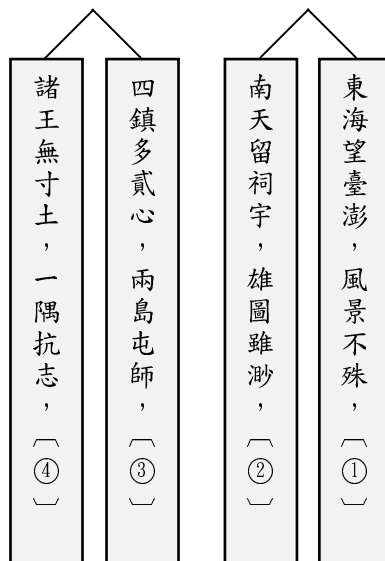 東海望臺澎，風景不殊，〔①〕
南天留祠宇，雄圖雖渺，〔②〕
四鎮多貳心，兩島屯師，〔③〕
諸王無寸土，一隅抗志，〔④〕